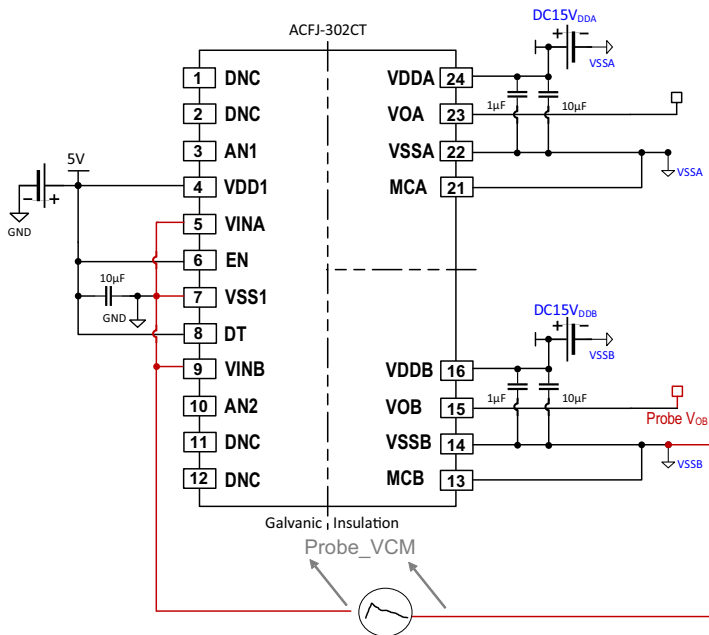 ACFJ-302CT
DC15VDDA
+ −
VSSA
1 DNC
VDDA 24
1µF
10µF
2 DNC
VOA 23
3 AN1
VSSA 22
5V
VSSA
4 VDD1
MCA 21
− +
GND
5 VINA
6 EN
10µF
7 VSS1
GND
DC15VDDB
+ −
8 DT
VSSB
9 VINB
VDDB 16
1µF
10µF
10 AN2
VOB 15
Probe VOB
11 DNC
VSSB 14
VSSB
12 DNC
MCB 13
Galvanic Insulation
Probe_VCM